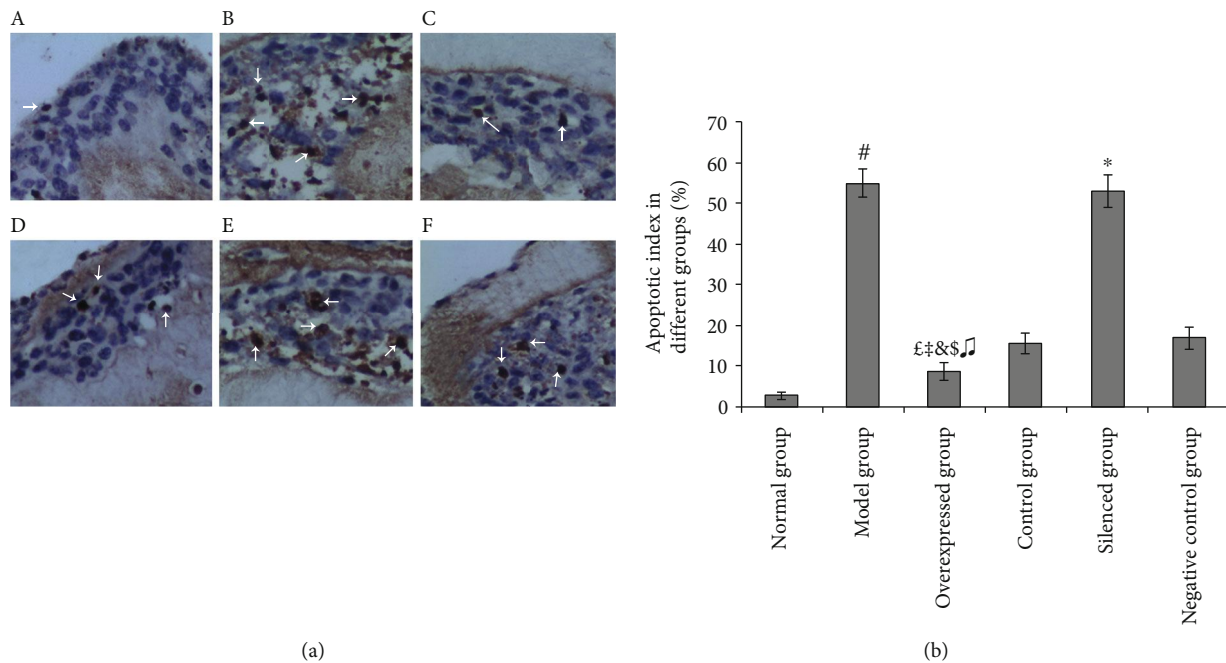 A
B
C
D
E
F
(a)
Apoptotic index in
different groups (%)
70
60
50
40
30
20
10
0
#
£‡&$♫
*
Normal group
Model group
Overexpressed group
Control group
Silenced group
Negative control group
(b)